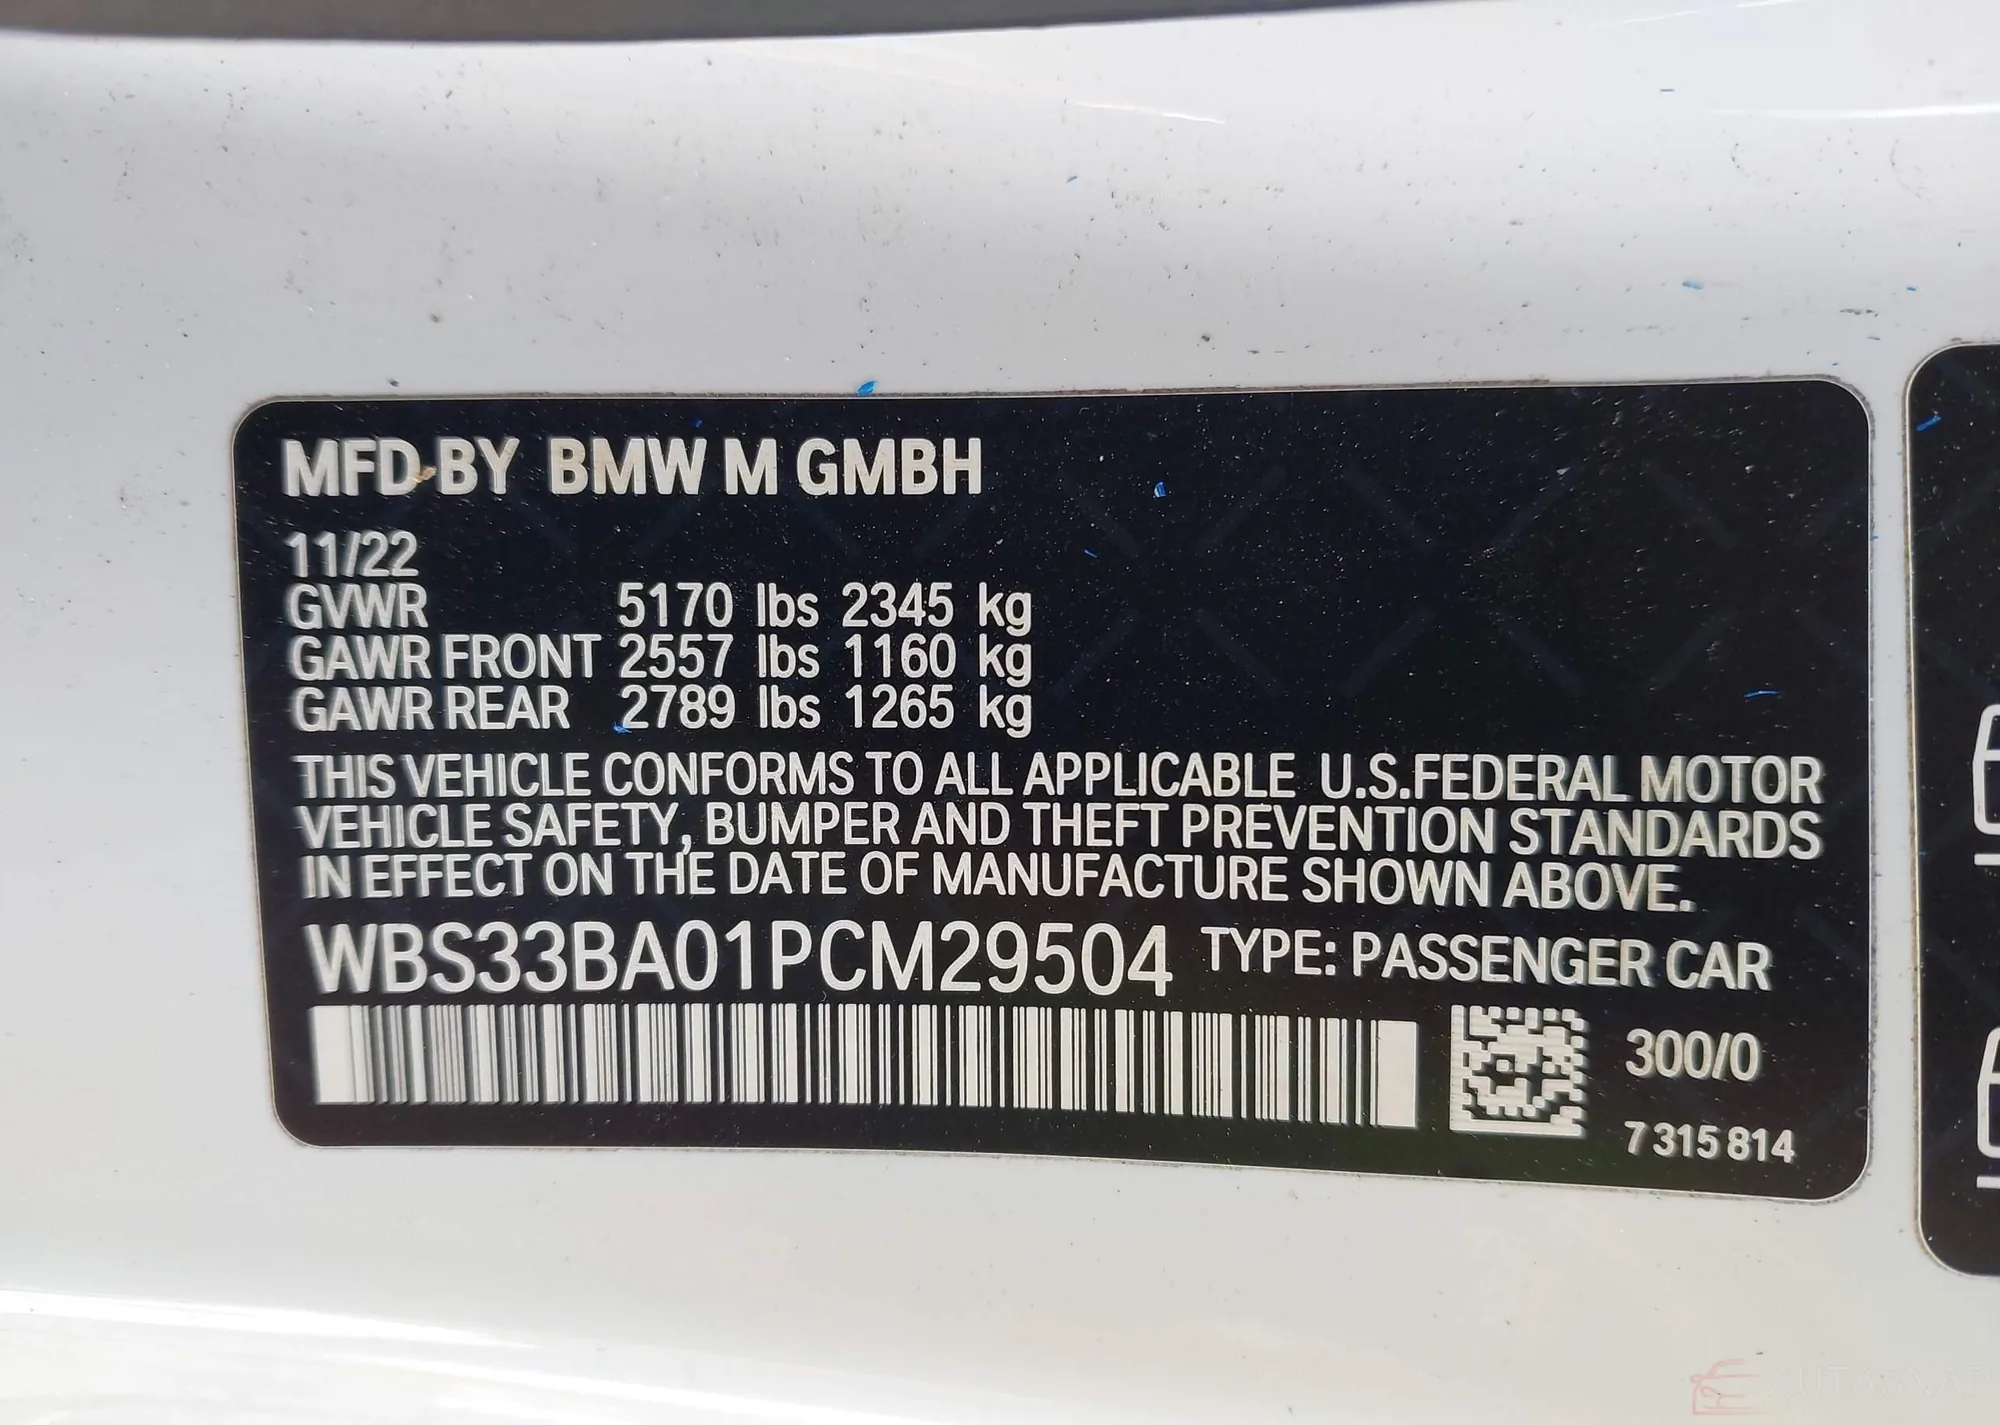 MFD BY BMW M GMBH
11/22
GVWR 5170 lbs 2345 kg
GAWR FRONT 2557 lbs 1160 kg
GAWR REAR 2789 lbs 1265 kg
THIS VEHICLE CONFORMS TO ALL APPLICABLE U.S.FEDERAL MOTOR
VEHICLE SAFETY, BUMPER AND THEFT PREVENTION STANDARDS
IN EFFECT ON THE DATE OF MANUFACTURE SHOWN ABOVE.
WBS33BA01PCM29504 TYPE: PASSENGER CAR
300/0
7 315 814